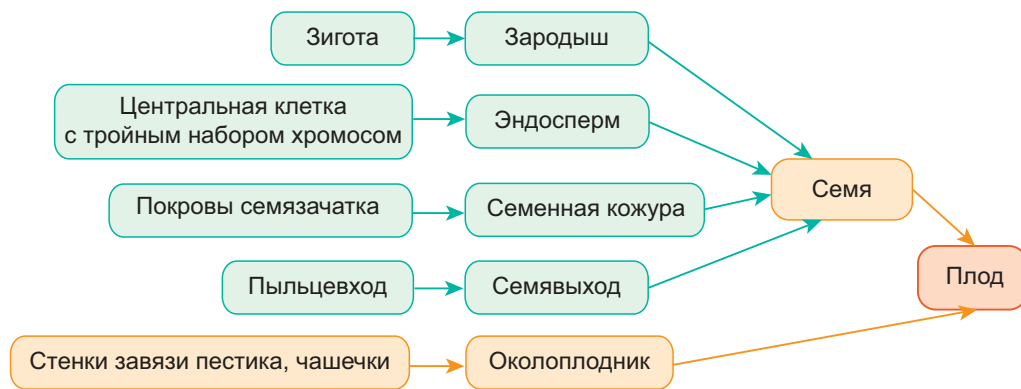 Зигота
Зародыш
Центральная клетка
с тройным набором хромосом
Эндосперм
Семя
Покровы семязачатка
Семенная кожура
Пыльцевход
Семявыход
Плод
Стенки завязи пестика, чашечки
Околоплодник